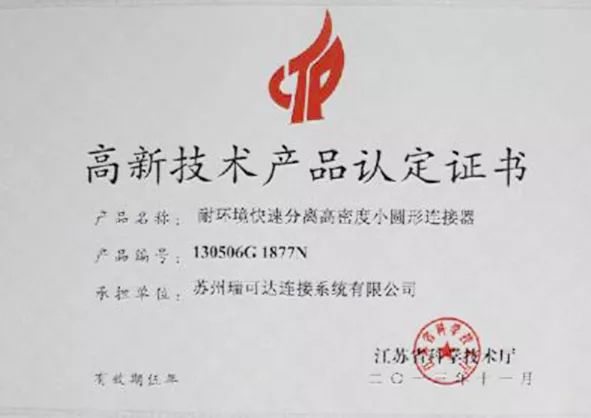 CTP
高新技术产品认定证书
产品名称: 耐环境快速分离高密度小圆形连接器
产品编号: 130506G 1877N
承担单位: 苏州瑞可达连接系统有限公司
江苏省科学技术厅
有效期伍年
二〇一三年十一月